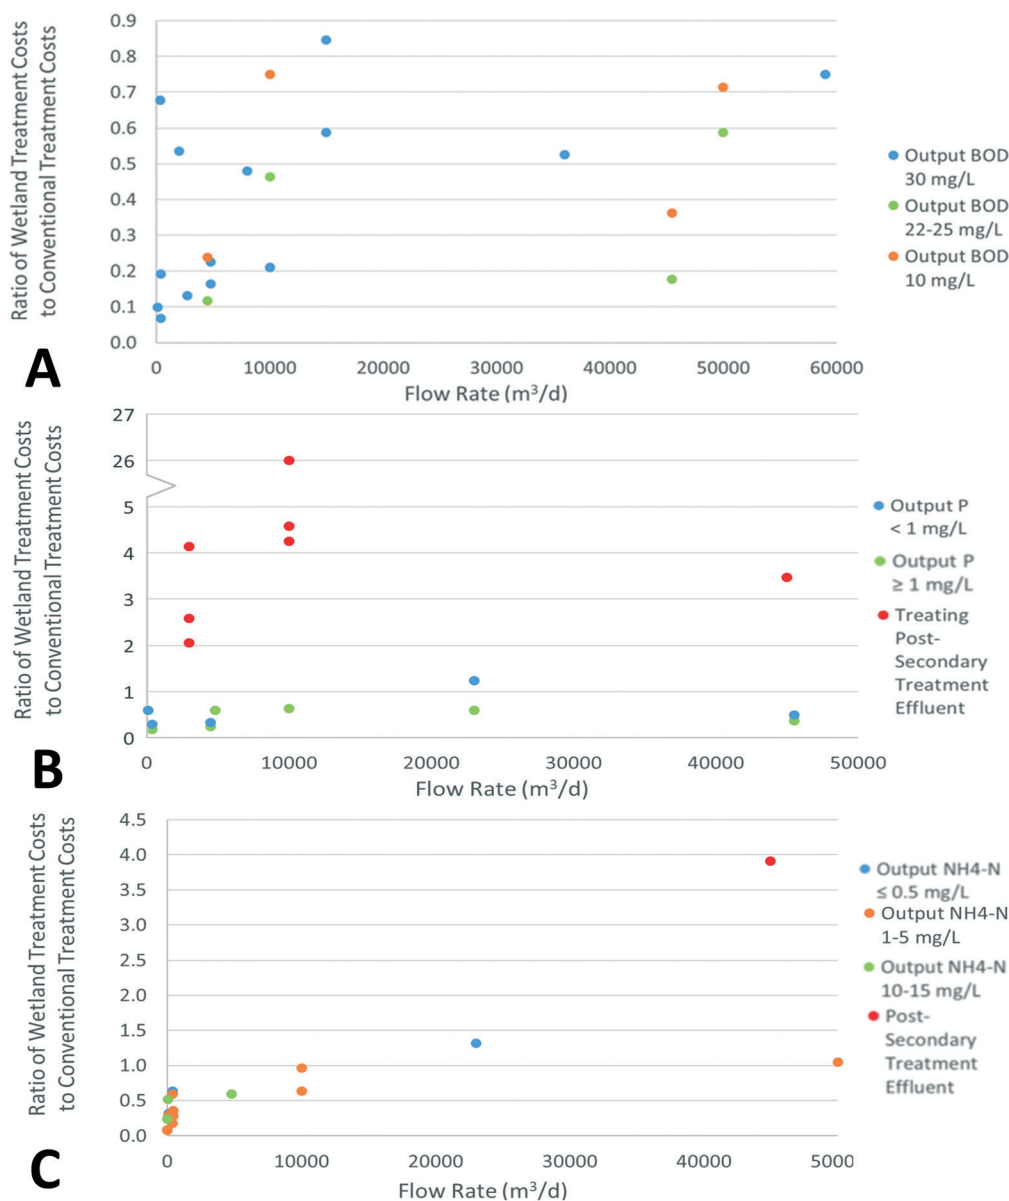 Ratio of Wetland Treatment Costs
to Conventional Treatment Costs
0.9
0.8
0.7
0.6
0.5
0.4
0.3
0.2
0.1
0.0
0 10000 20000 30000 40000 50000 60000
Flow Rate (m³/d)
Output BOD
30 mg/L
Output BOD
22-25 mg/L
Output BOD
10 mg/L
A
Ratio of Wetland Treatment Costs
to Conventional Treatment Costs
27
26
5
4
3
2
1
0
0 10000 20000 30000 40000 50000
Flow Rate (m³/d)
Output P
< 1 mg/L
Output P
≥ 1 mg/L
Treating
Post-
Secondary
Treatment
Effluent
B
Ratio of Wetland Treatment Costs
to Conventional Treatment Costs
4.5
4.0
3.5
3.0
2.5
2.0
1.5
1.0
0.5
0.0
0 10000 20000 30000 40000 50000
Flow Rate (m³/d)
Output NH4-N
≤ 0.5 mg/L
Output NH4-N
1-5 mg/L
Output NH4-N
10-15 mg/L
Post-
Secondary
Treatment
Effluent
C